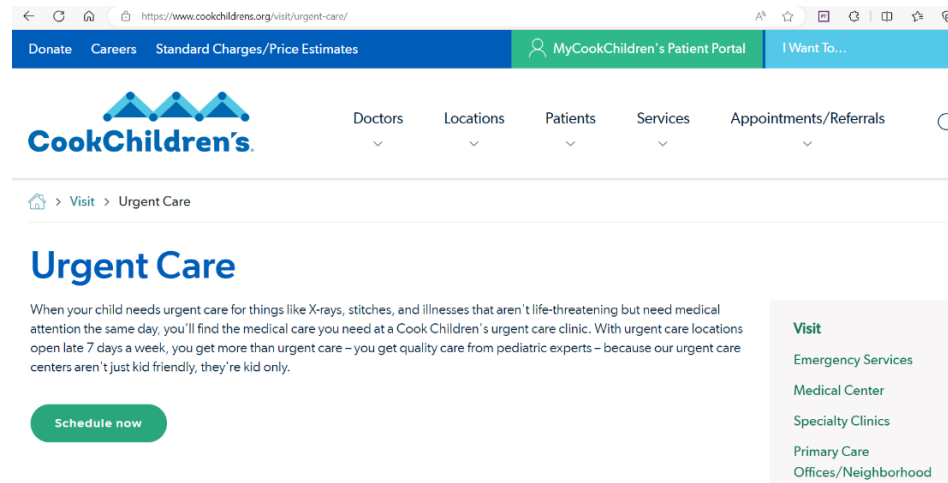 https://www.cookchildrens.org/visit/urgent-care/
Donate Careers Standard Charges/Price Estimates MyCookChildren's Patient Portal I Want To...
CookChildren's.
Doctors Locations Patients Services Appointments/Referrals
Visit > Urgent Care
Urgent Care
When your child needs urgent care for things like X-rays, stitches, and illnesses that aren't life-threatening but need medical
attention the same day, you'll find the medical care you need at a Cook Children's urgent care clinic. With urgent care locations
open late 7 days a week, you get more than urgent care – you get quality care from pediatric experts – because our urgent care
centers aren't just kid friendly, they're kid only.
Schedule now
Visit
Emergency Services
Medical Center
Specialty Clinics
Primary Care
Offices/Neighborhood